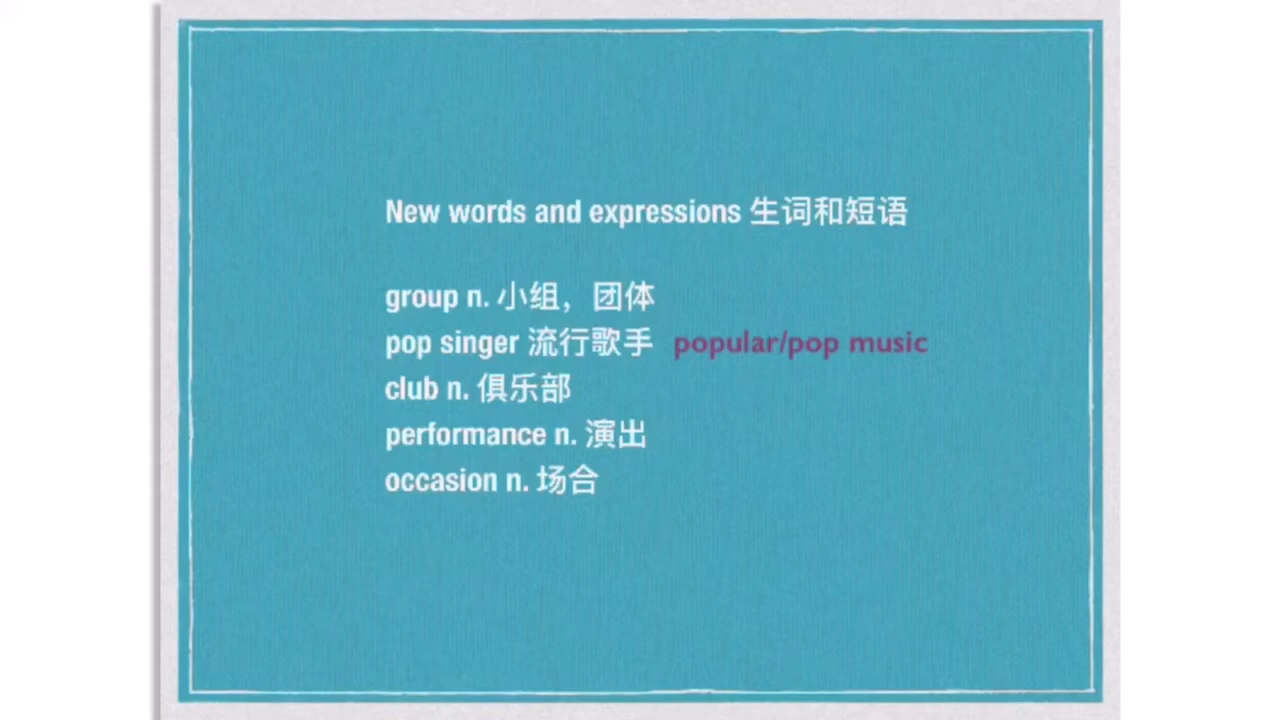 New words and expressions 生词和短语
group n. 小组，团体
pop singer 流行歌手 popular/pop music
club n. 俱乐部
performance n. 演出
occasion n. 场合